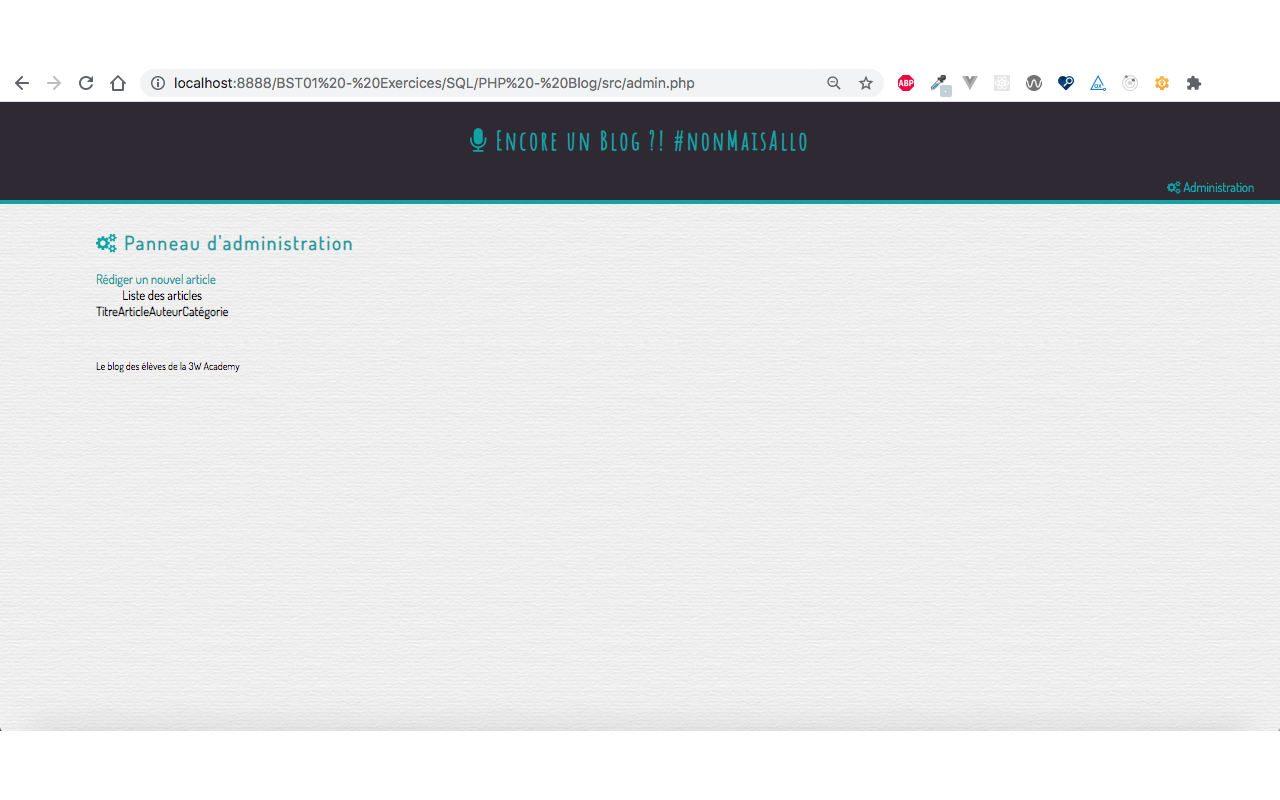 localhost:8888/BST01%20-%20Exercices/SQL/PHP%20-%20Blog/src/admin.php
ABP
Encore un Blog ?! #nonMaisAllo
Administration
Panneau d'administration
Rédiger un nouvel article
Liste des articles
TitreArticleAuteurCatégorie
Le blog des élèves de la 3W Academy